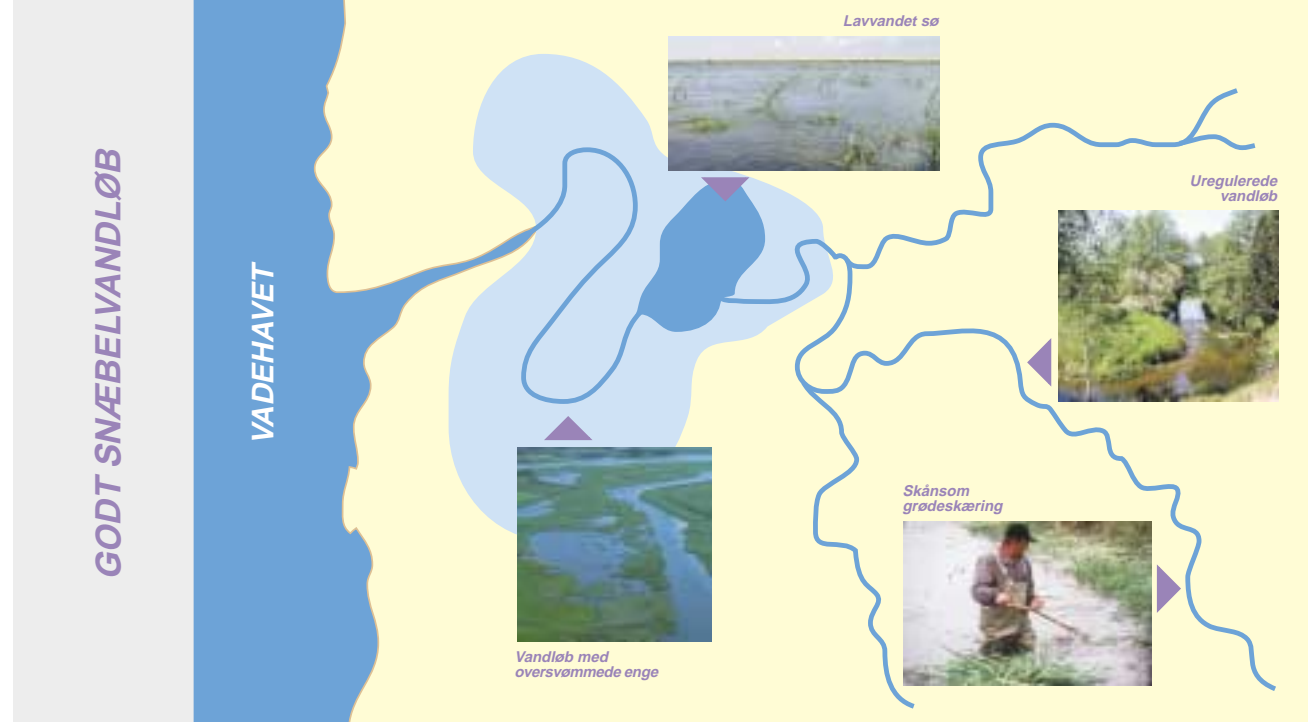 GODT SNÆBELVANDLØB
VADEHAVET
Lavvandet sø
Uregulerede
vandløb
Skånsom
grødeskæring
Vandløb med
oversvømmede enge